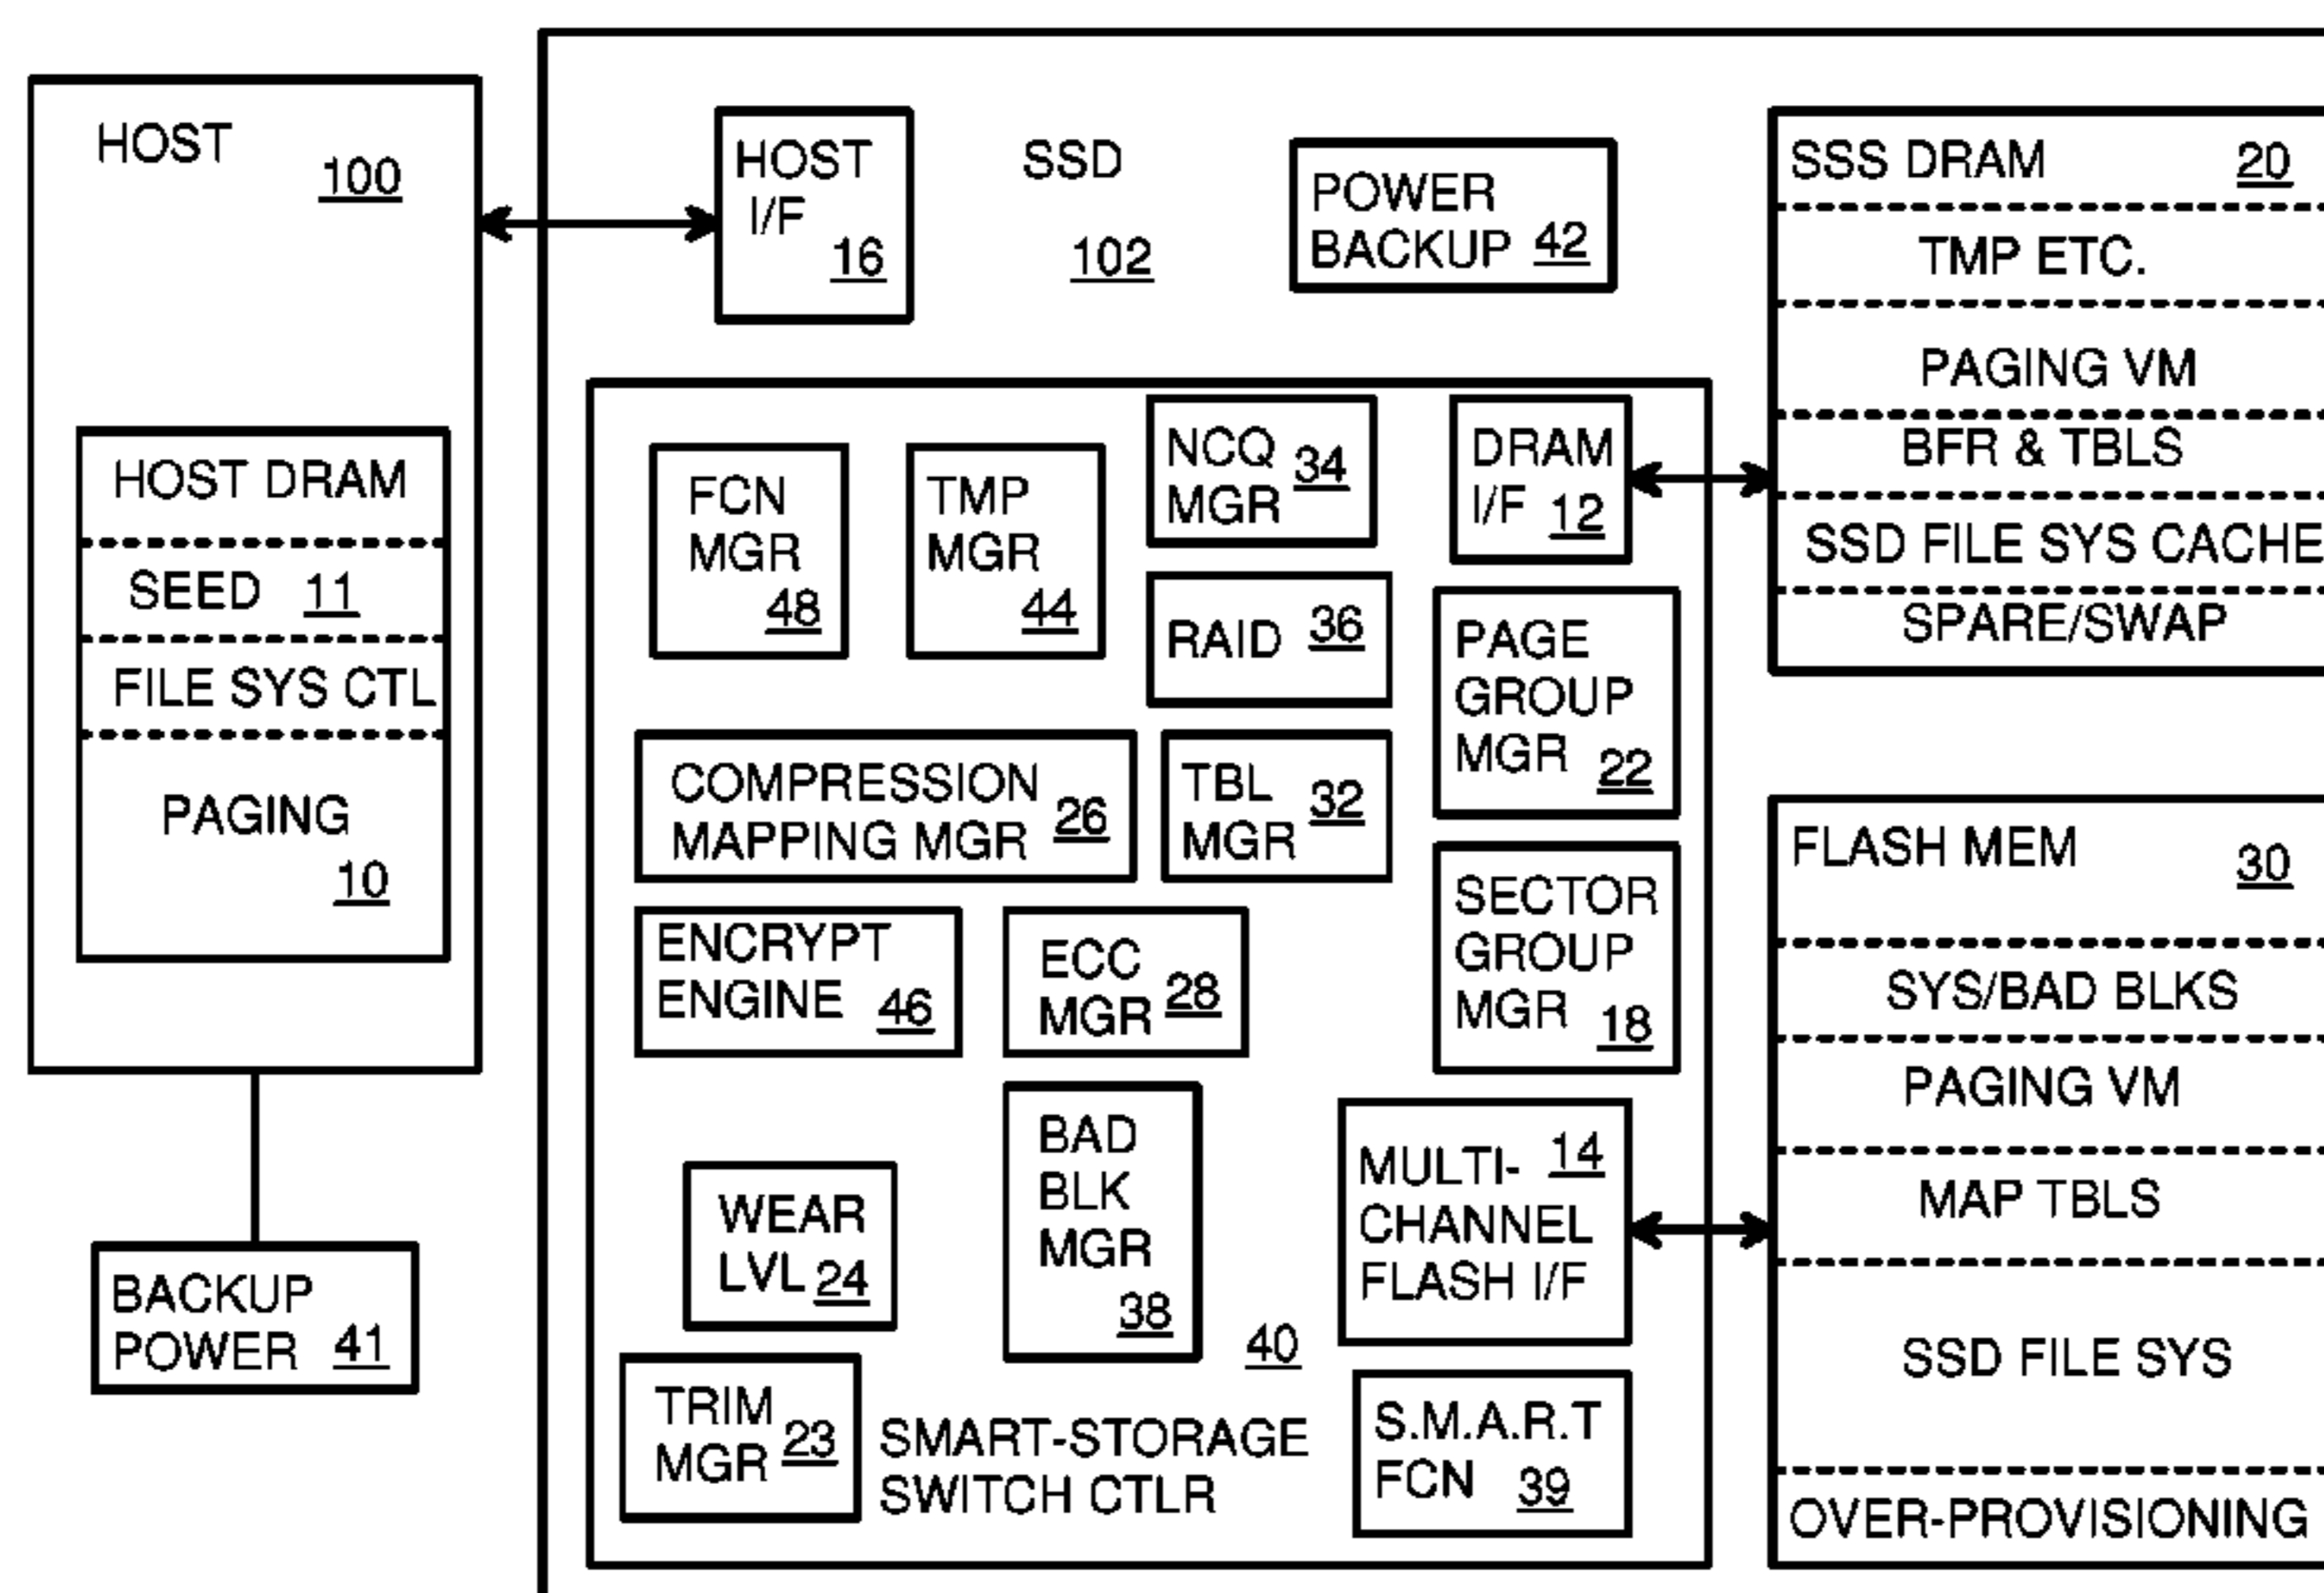 HOST
100
HOST DRAM
SEED 11
FILE SYS CTL
PAGING
10
BACKUP
POWER 41
HOST
I/F
16
SSD
102
POWER
BACKUP 42
FCN
MGR
48
TMP
MGR
44
NCQ
MGR 34
DRAM
I/F 12
RAID 36
PAGE
GROUP
MGR 22
COMPRESSION
MAPPING MGR 26
TBL
MGR 32
SECTOR
GROUP
MGR 18
ENCRYPT
ENGINE 46
ECC
MGR 28
BAD
BLK
MGR
38
MULTI- 14
CHANNEL
FLASH I/F
WEAR
LVL 24
40
TRIM
MGR 23
SMART-STORAGE
SWITCH CTLR
S.M.A.R.T
FCN 39
SSS DRAM 20
TMP ETC.
PAGING VM
BFR & TBLS
SSD FILE SYS CACHE
SPARE/SWAP
FLASH MEM 30
SYS/BAD BLKS
PAGING VM
MAP TBLS
SSD FILE SYS
OVER-PROVISIONING